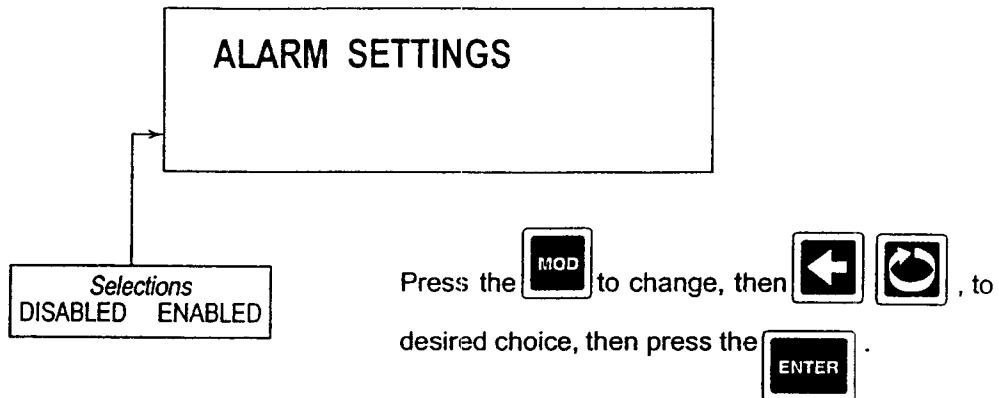 ALARM SETTINGS
Selections
DISABLED ENABLED
Press the MOD to change, then , to
desired choice, then press the ENTER .